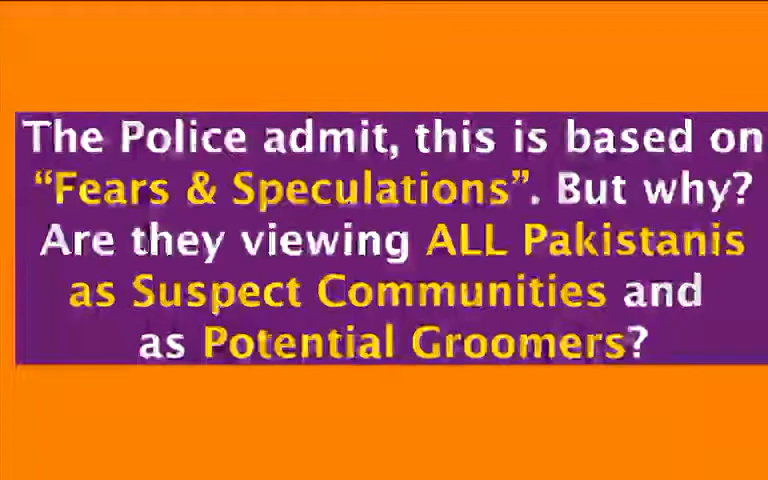 The Police admit, this is based on
“Fears & Speculations”. But why?
Are they viewing ALL Pakistanis
as Suspect Communities and
as Potential Groomers?